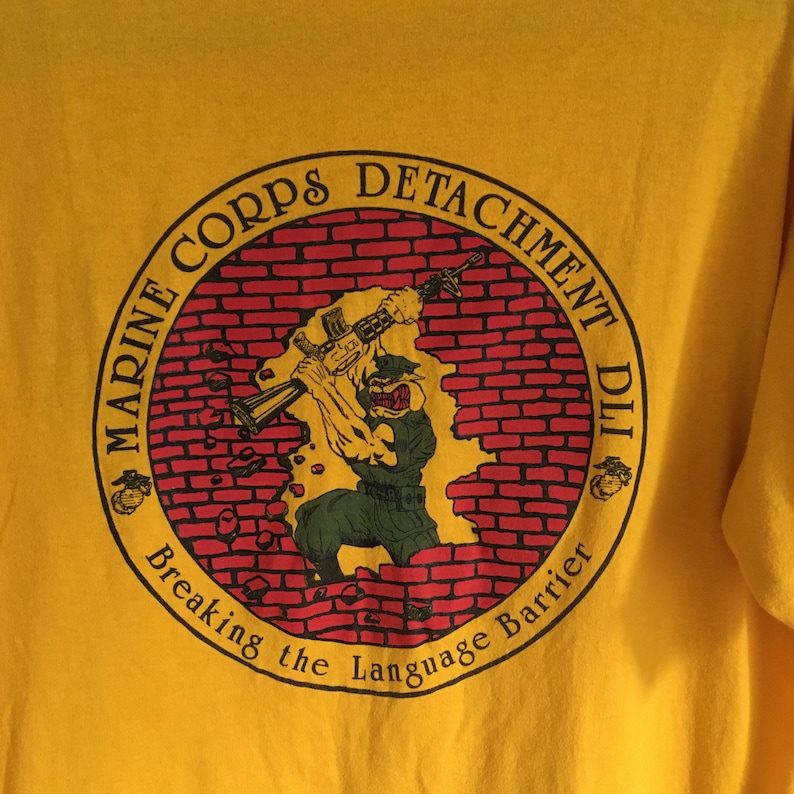 MARINE CORPS DETACHMENT DLI
Breaking the Language Barrier